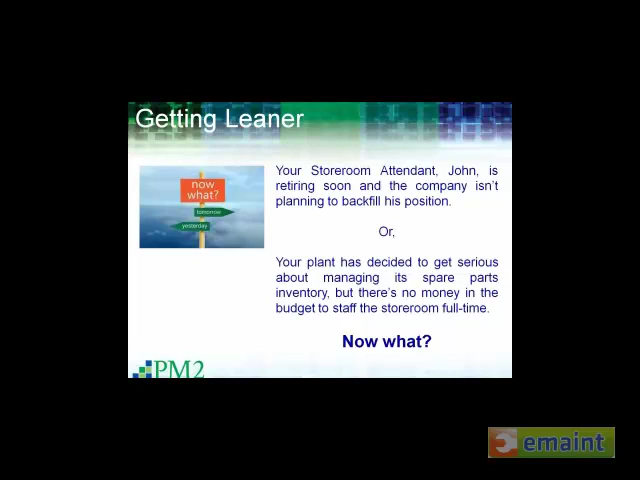 Getting Leaner
now
what?
tomorrow
yesterday
Your Storeroom Attendant, John, is
retiring soon and the company isn't
planning to backfill his position.
Or,
Your plant has decided to get serious
about managing its spare parts
inventory, but there's no money in the
budget to staff the storeroom full-time.
Now what?
PM2
emaint